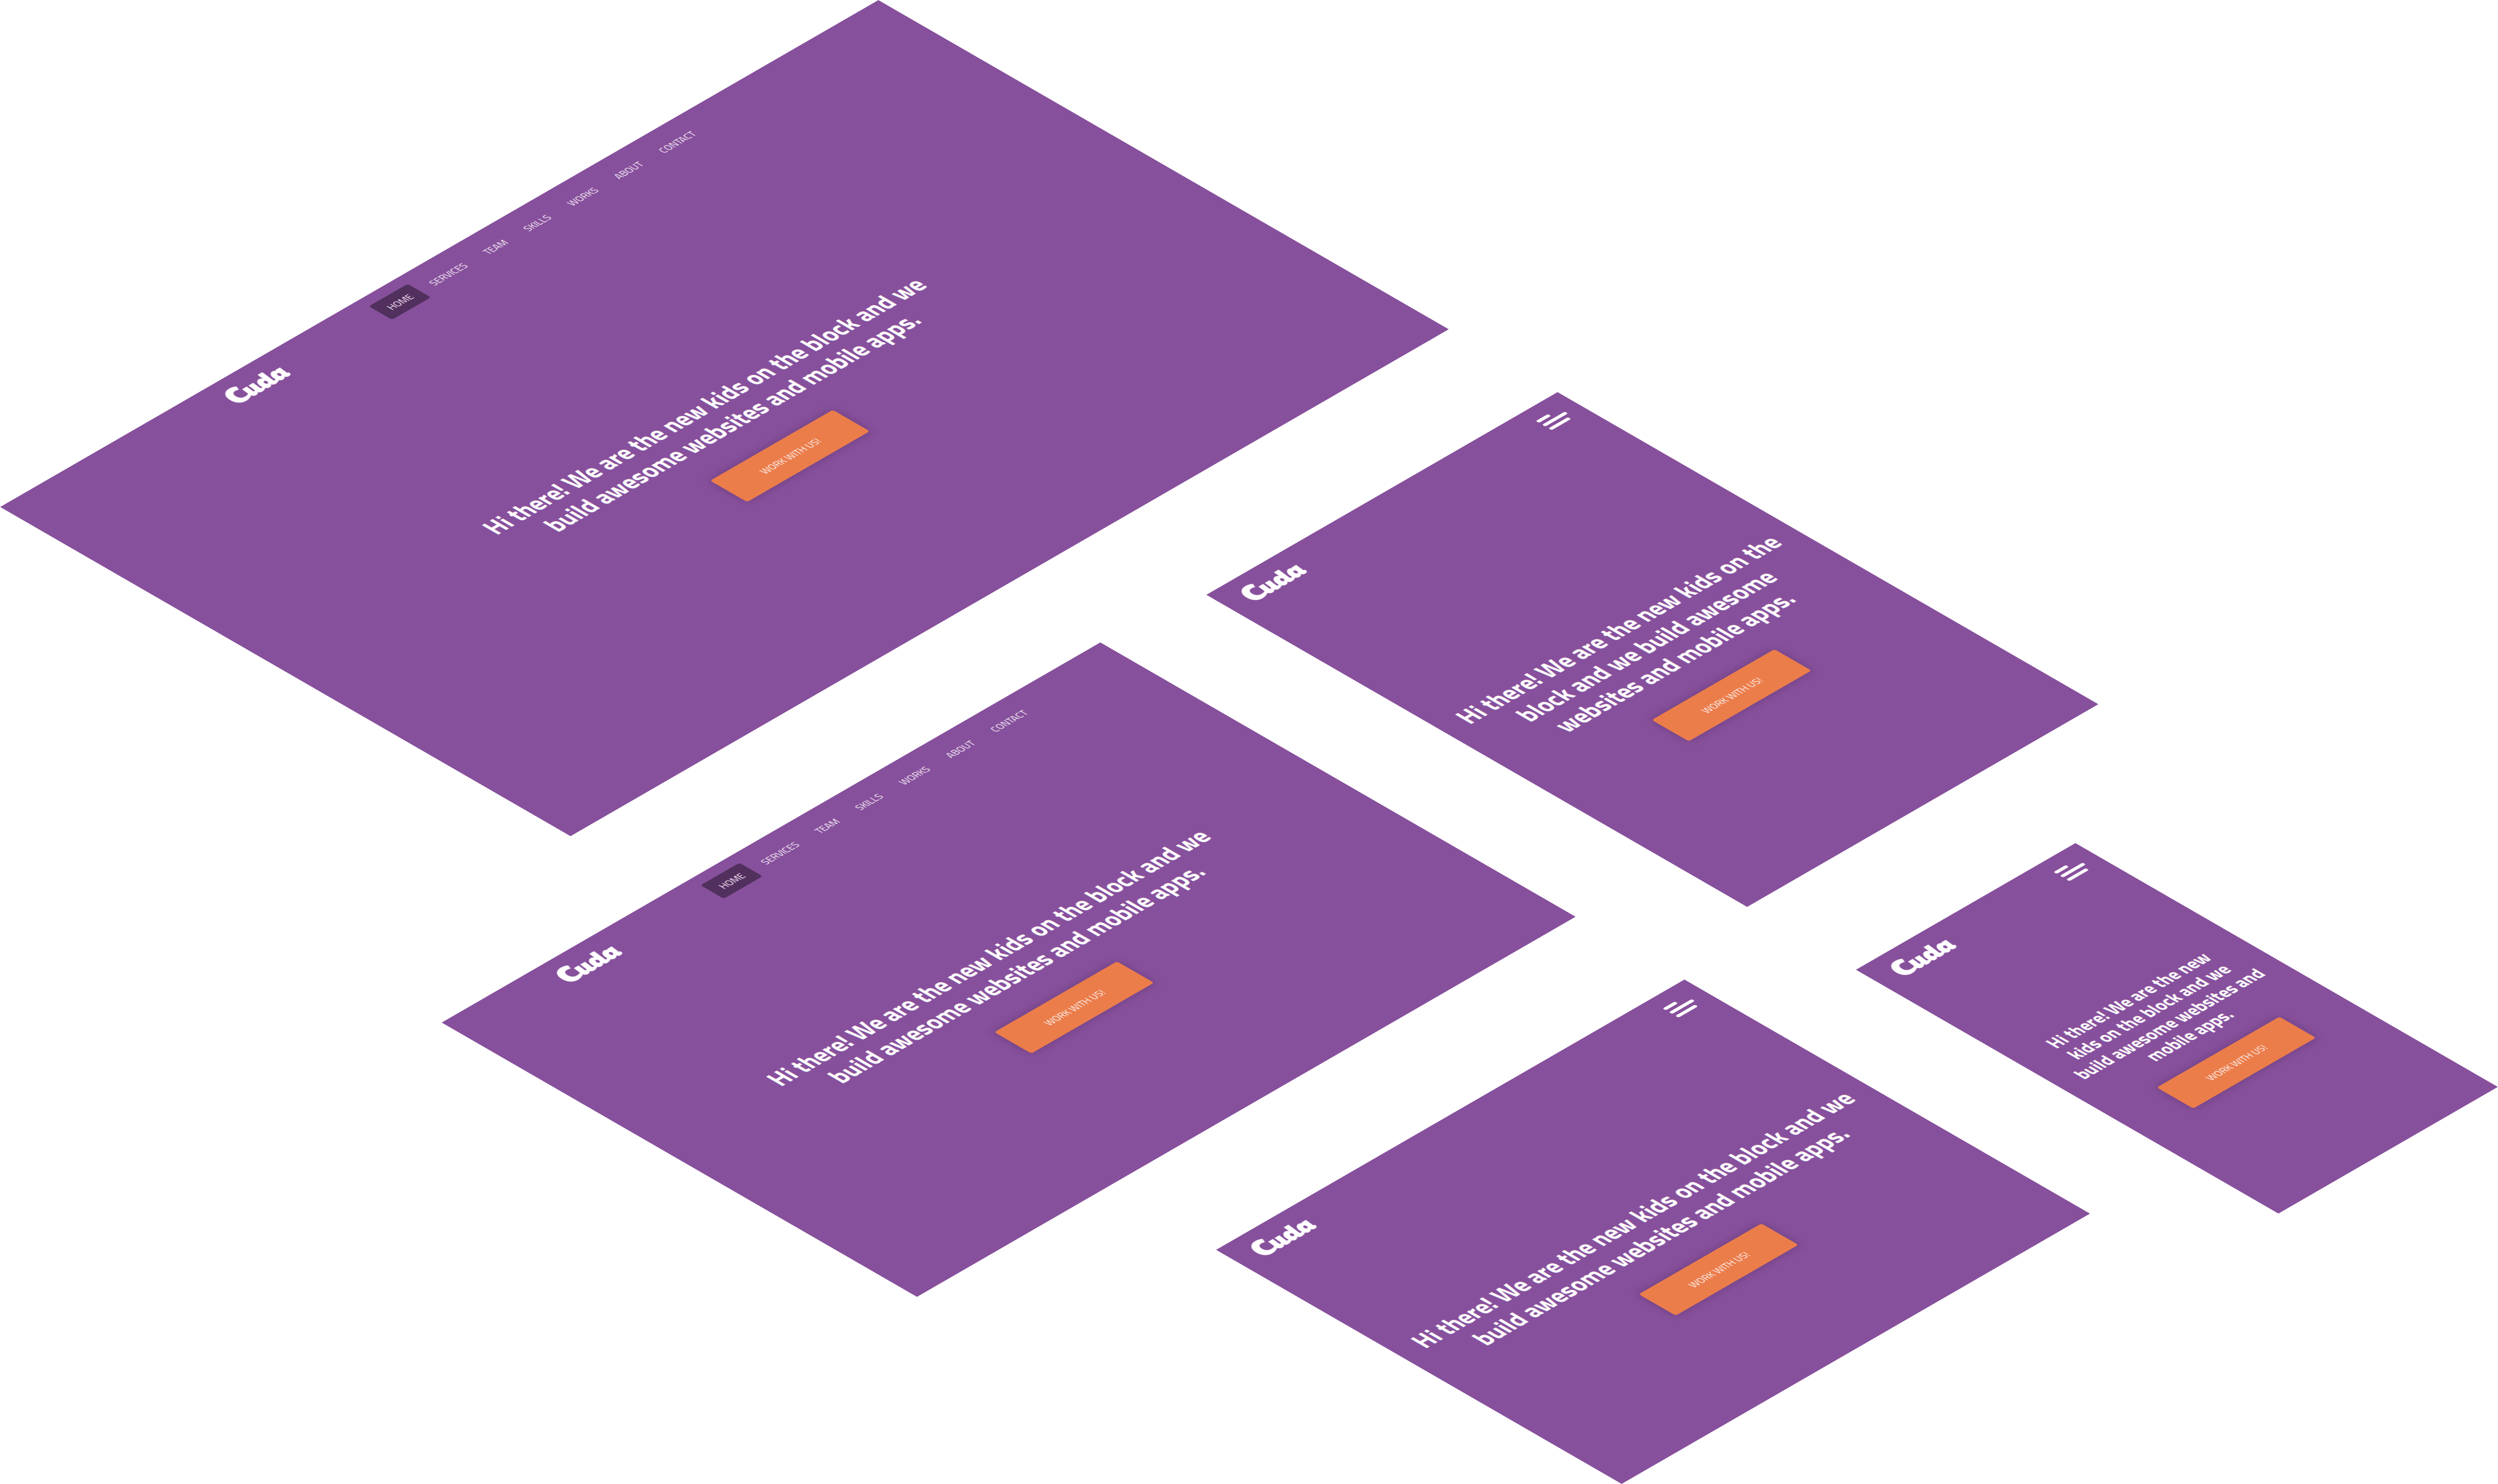 Cuda
HOME SERVICES TEAM SKILLS WORKS ABOUT CONTACT
Hi there! We are the new kids on the block and we
build awesome websites and mobile apps.
WORK WITH US!
Cuda
Hi there! We are the new kids on the
block and we build awesome
websites and mobile apps.
WORK WITH US!
Cuda
HOME SERVICES TEAM SKILLS WORKS ABOUT CONTACT
Hi there! We are the new kids on the block and we
build awesome websites and mobile apps.
WORK WITH US!
Cuda
Hi there! We are the new
kids on the block and we
build awesome websites and
mobile apps.
WORK WITH US!
Cuda
Hi there! We are the new kids on the block and we
build awesome websites and mobile apps.
WORK WITH US!